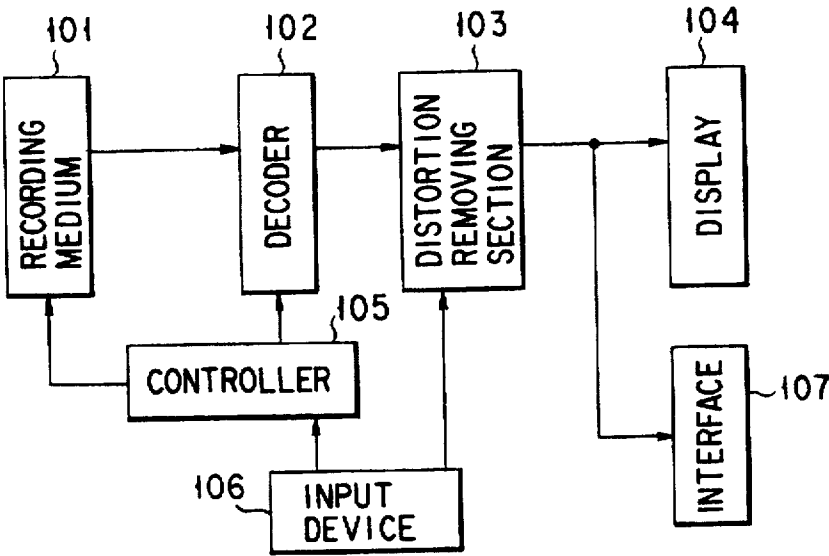 101
102
103
104
RECORDING
MEDIUM
DECODER
DISTORTION
REMOVING
SECTION
DISPLAY
105
CONTROLLER
106
INPUT
DEVICE
INTERFACE
107